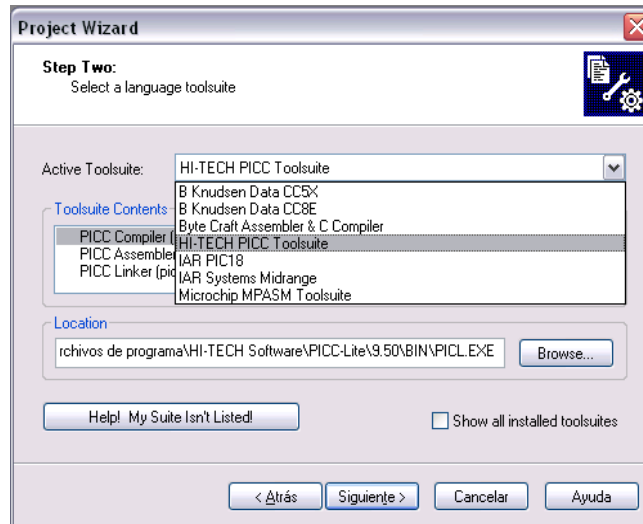 Project Wizard
Step Two:
Select a language toolsuite
Active Toolsuite:
HI-TECH PICC Toolsuite
B Knudsen Data CC5X
B Knudsen Data CC8E
Byte Craft Assembler & C Compiler
HI-TECH PICC Toolsuite
IAR PIC18
IAR Systems Midrange
Microchip MPASM Toolsuite
Toolsuite Contents
PICC Compiler (
PICC Assembler
PICC Linker (pic
Location
rchivos de programa\HI-TECH Software\PICC-Lite\9.50\BIN\PICL.EXE
Browse...
Help! My Suite Isn't Listed!
Show all installed toolsuites
< Atrás
Siguiente >
Cancelar
Ayuda